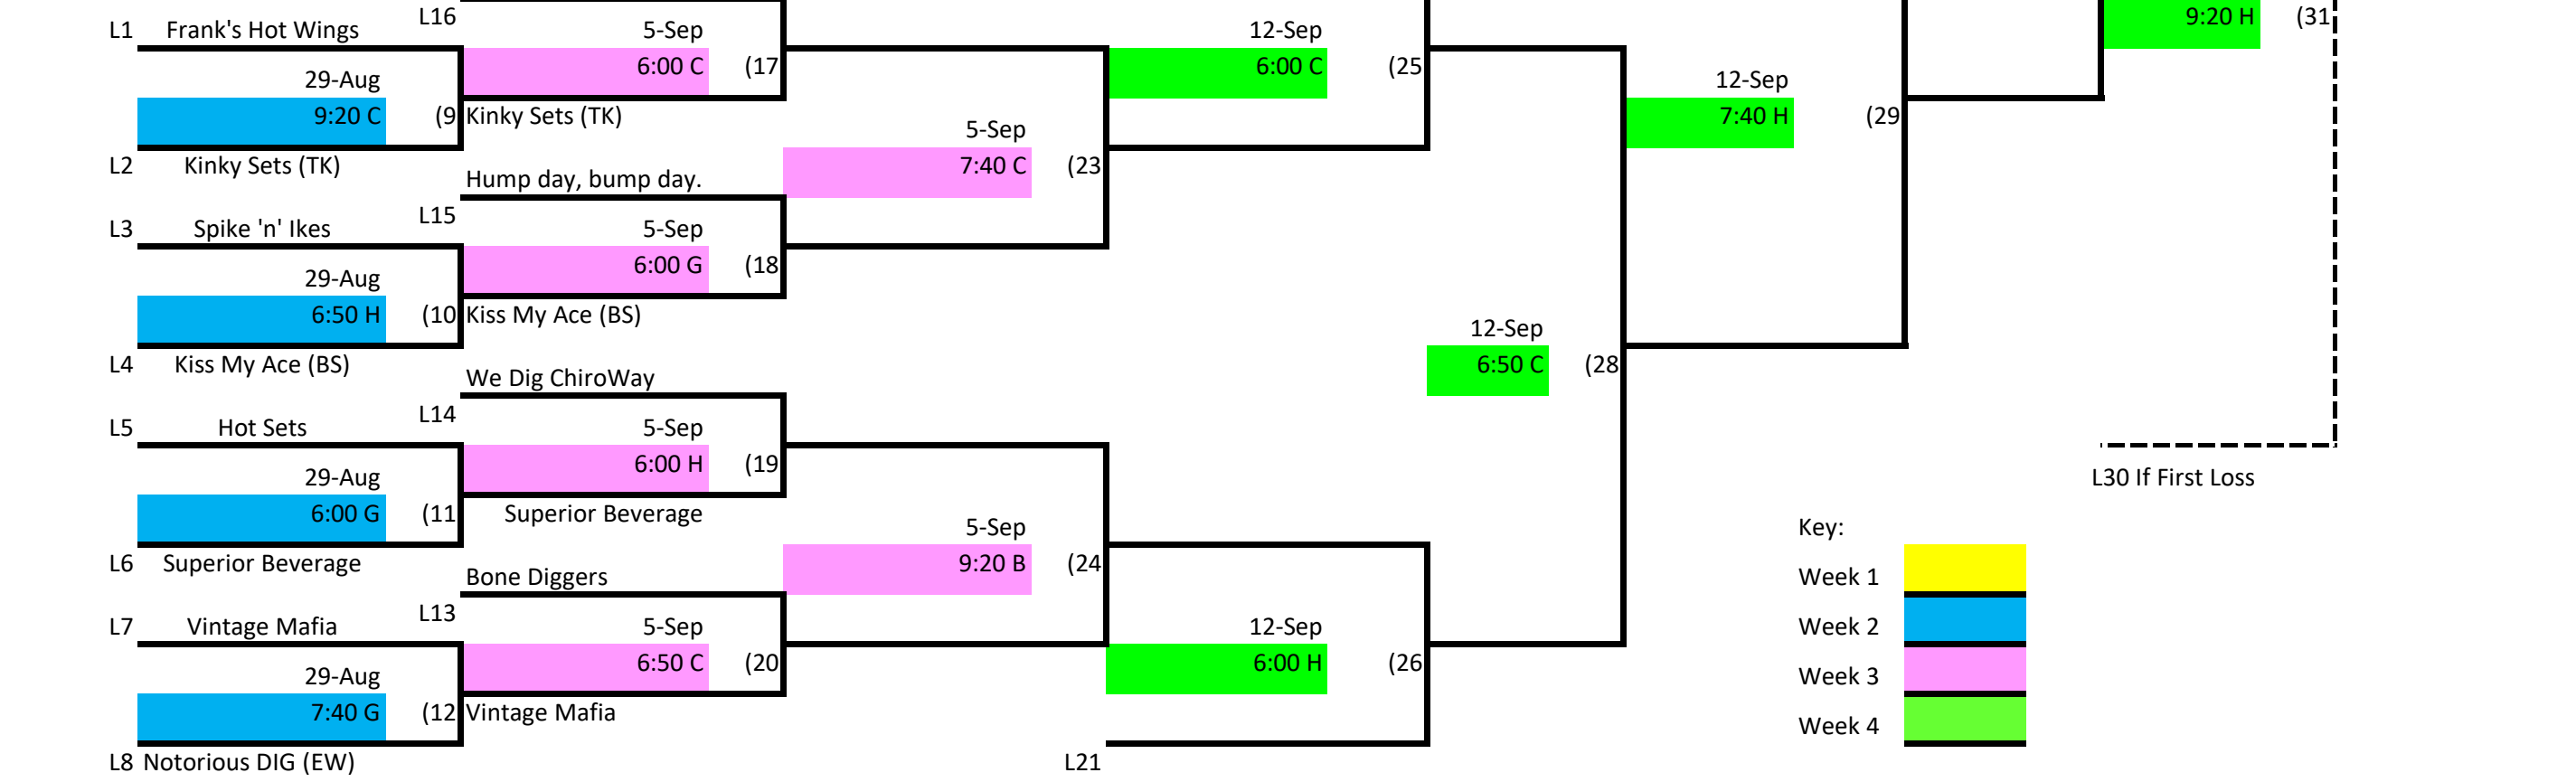 L16
9:20 H (31
L1 Frank's Hot Wings
5-Sep
12-Sep
6:00 C (17
6:00 C (25
29-Aug
12-Sep
9:20 C (9
Kinky Sets (TK)
7:40 H (29
5-Sep
L2 Kinky Sets (TK)
7:40 C (23
Hump day, bump day.
L15
L3 Spike 'n' Ikes
5-Sep
6:00 G (18
29-Aug
6:50 H (10
Kiss My Ace (BS)
12-Sep
L4 Kiss My Ace (BS)
6:50 C (28
We Dig ChiroWay
L14
L5 Hot Sets
5-Sep
6:00 H (19
29-Aug
L30 If First Loss
6:00 G (11
Superior Beverage
5-Sep
Key:
L6 Superior Beverage
9:20 B (24
Bone Diggers
Week 1
L13
L7 Vintage Mafia
5-Sep
12-Sep
Week 2
6:50 C (20
6:00 H (26
29-Aug
Week 3
7:40 G (12
Vintage Mafia
Week 4
L8 Notorious DIG (EW)
L21